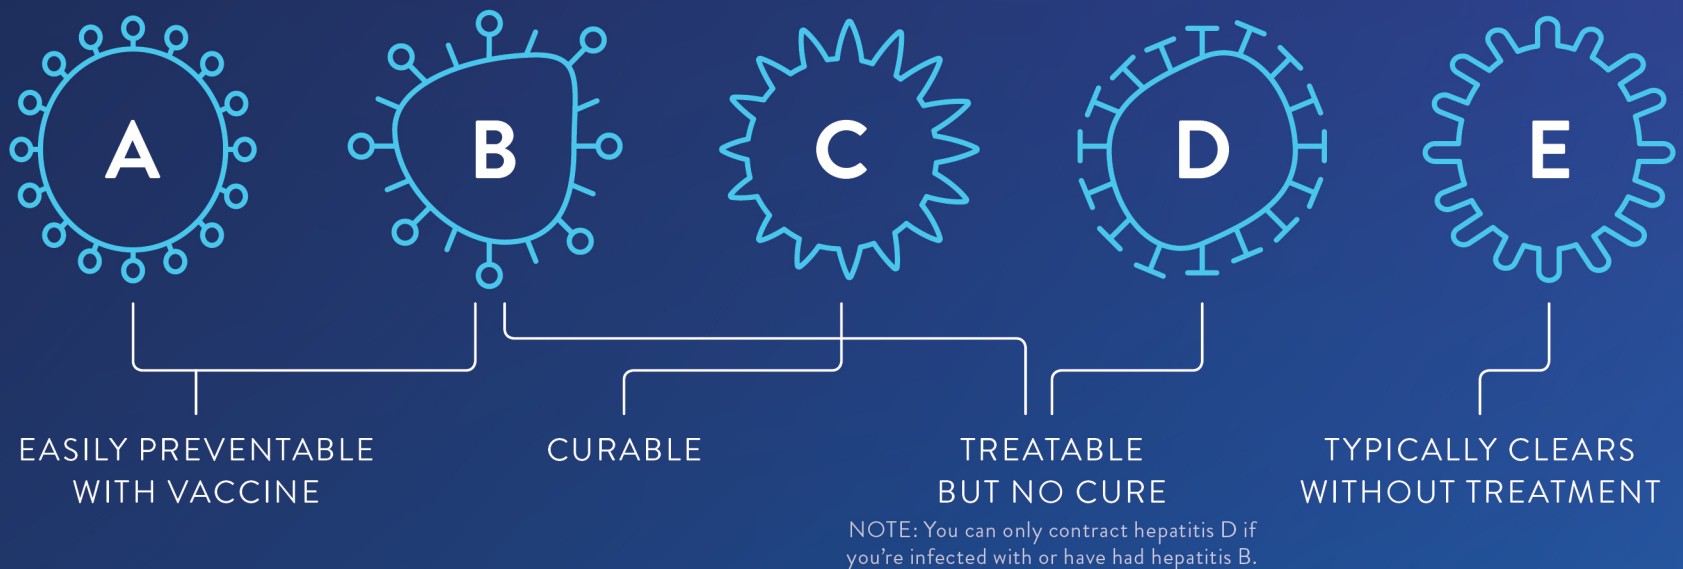 A
B
C
D
E
EASILY PREVENTABLE
WITH VACCINE
CURABLE
TREATABLE
BUT NO CURE
NOTE: You can only contract hepatitis D if
you're infected with or have had hepatitis B.
TYPICALLY CLEARS
WITHOUT TREATMENT